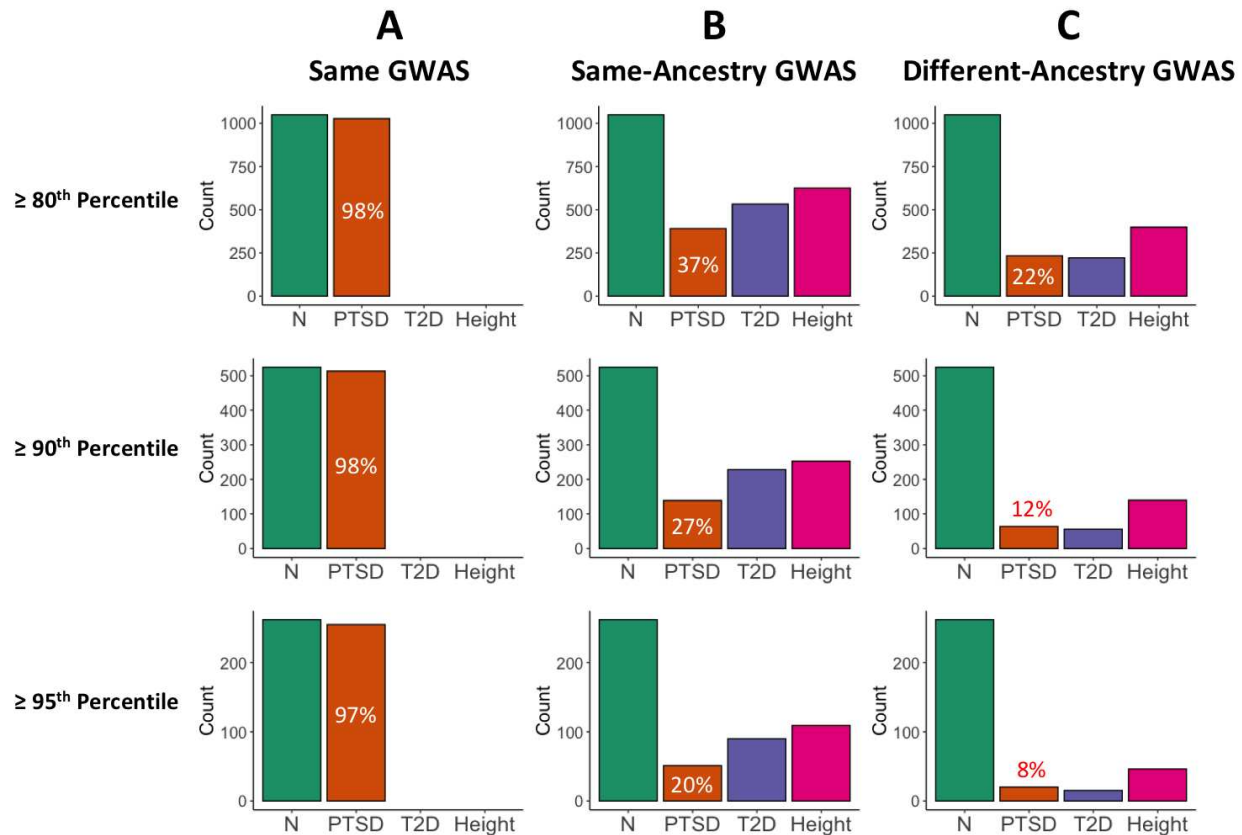 A
B
C
Same GWAS
Same-Ancestry GWAS
Different-Ancestry GWAS
≥ 80th Percentile
Count
1000
750
500
250
0
98%
N PTSD T2D Height
Count
1000
750
500
250
0
37%
N PTSD T2D Height
Count
1000
750
500
250
0
22%
N PTSD T2D Height
≥ 90th Percentile
Count
500
400
300
200
100
0
98%
N PTSD T2D Height
Count
500
400
300
200
100
0
27%
N PTSD T2D Height
Count
500
400
300
200
100
0
12%
N PTSD T2D Height
≥ 95th Percentile
Count
200
100
0
97%
N PTSD T2D Height
Count
200
100
0
20%
N PTSD T2D Height
Count
200
100
0
8%
N PTSD T2D Height